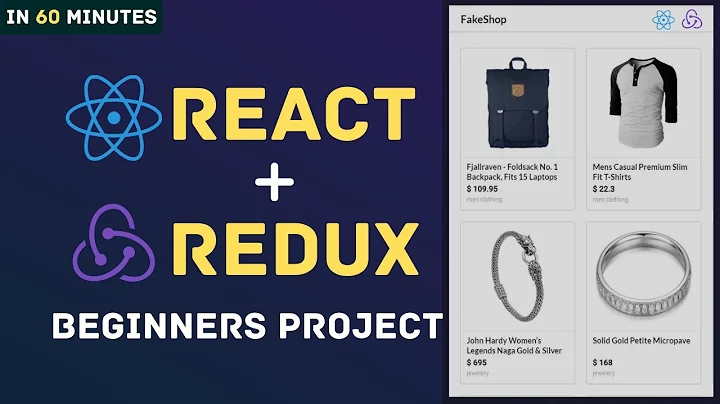 IN 60 MINUTES
REACT
+
REDUX
BEGINNERS PROJECT
FakeShop
Fjallraven - Foldsack No. 1
Backpack, Fits 15 Laptops
$ 109.95
men clothing
Mens Casual Premium Slim
Fit T-Shirts
$ 22.3
men clothing
John Hardy Women's
Legends Naga Gold & Silver
$ 695
jewelery
Solid Gold Petite Micropave
$ 168
jewelery